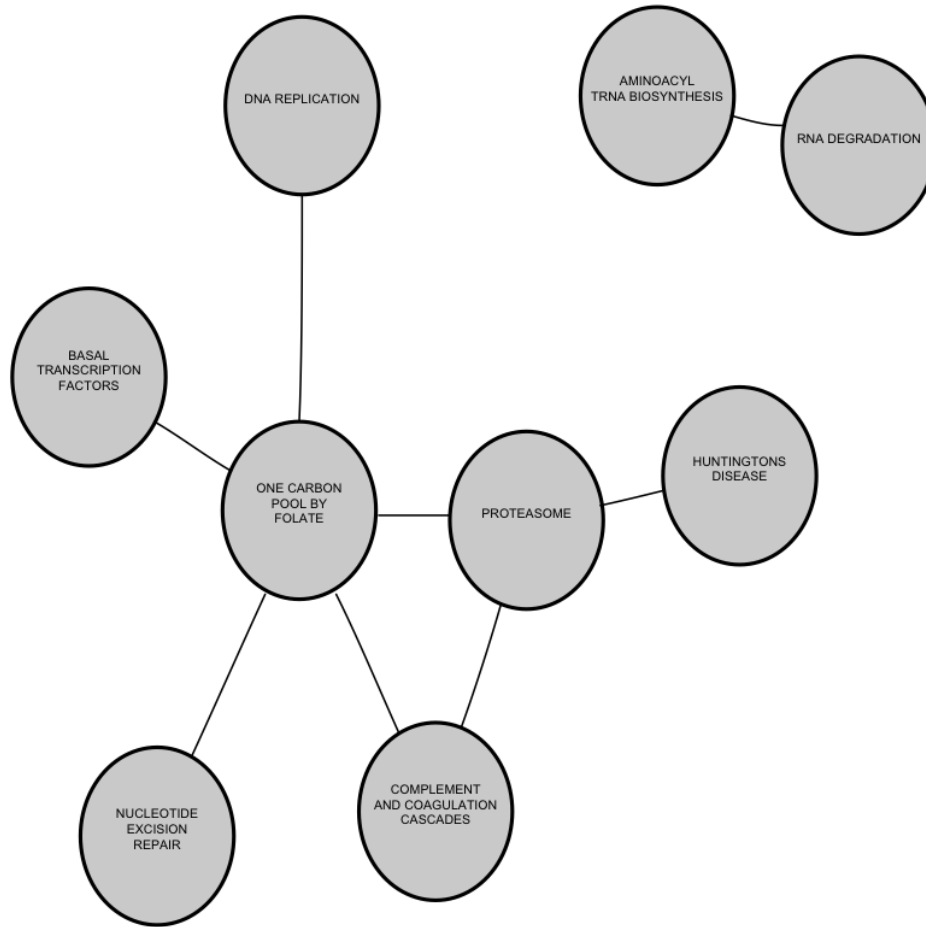 DNA REPLICATION
AMINOACYL
TRNA BIOSYNTHESIS
RNA DEGRADATION
BASAL
TRANSCRIPTION
FACTORS
ONE CARBON
POOL BY
FOLATE
PROTEASOME
HUNTINGTONS
DISEASE
NUCLEOTIDE
EXCISION
REPAIR
COMPLEMENT
AND COAGULATION
CASCADES